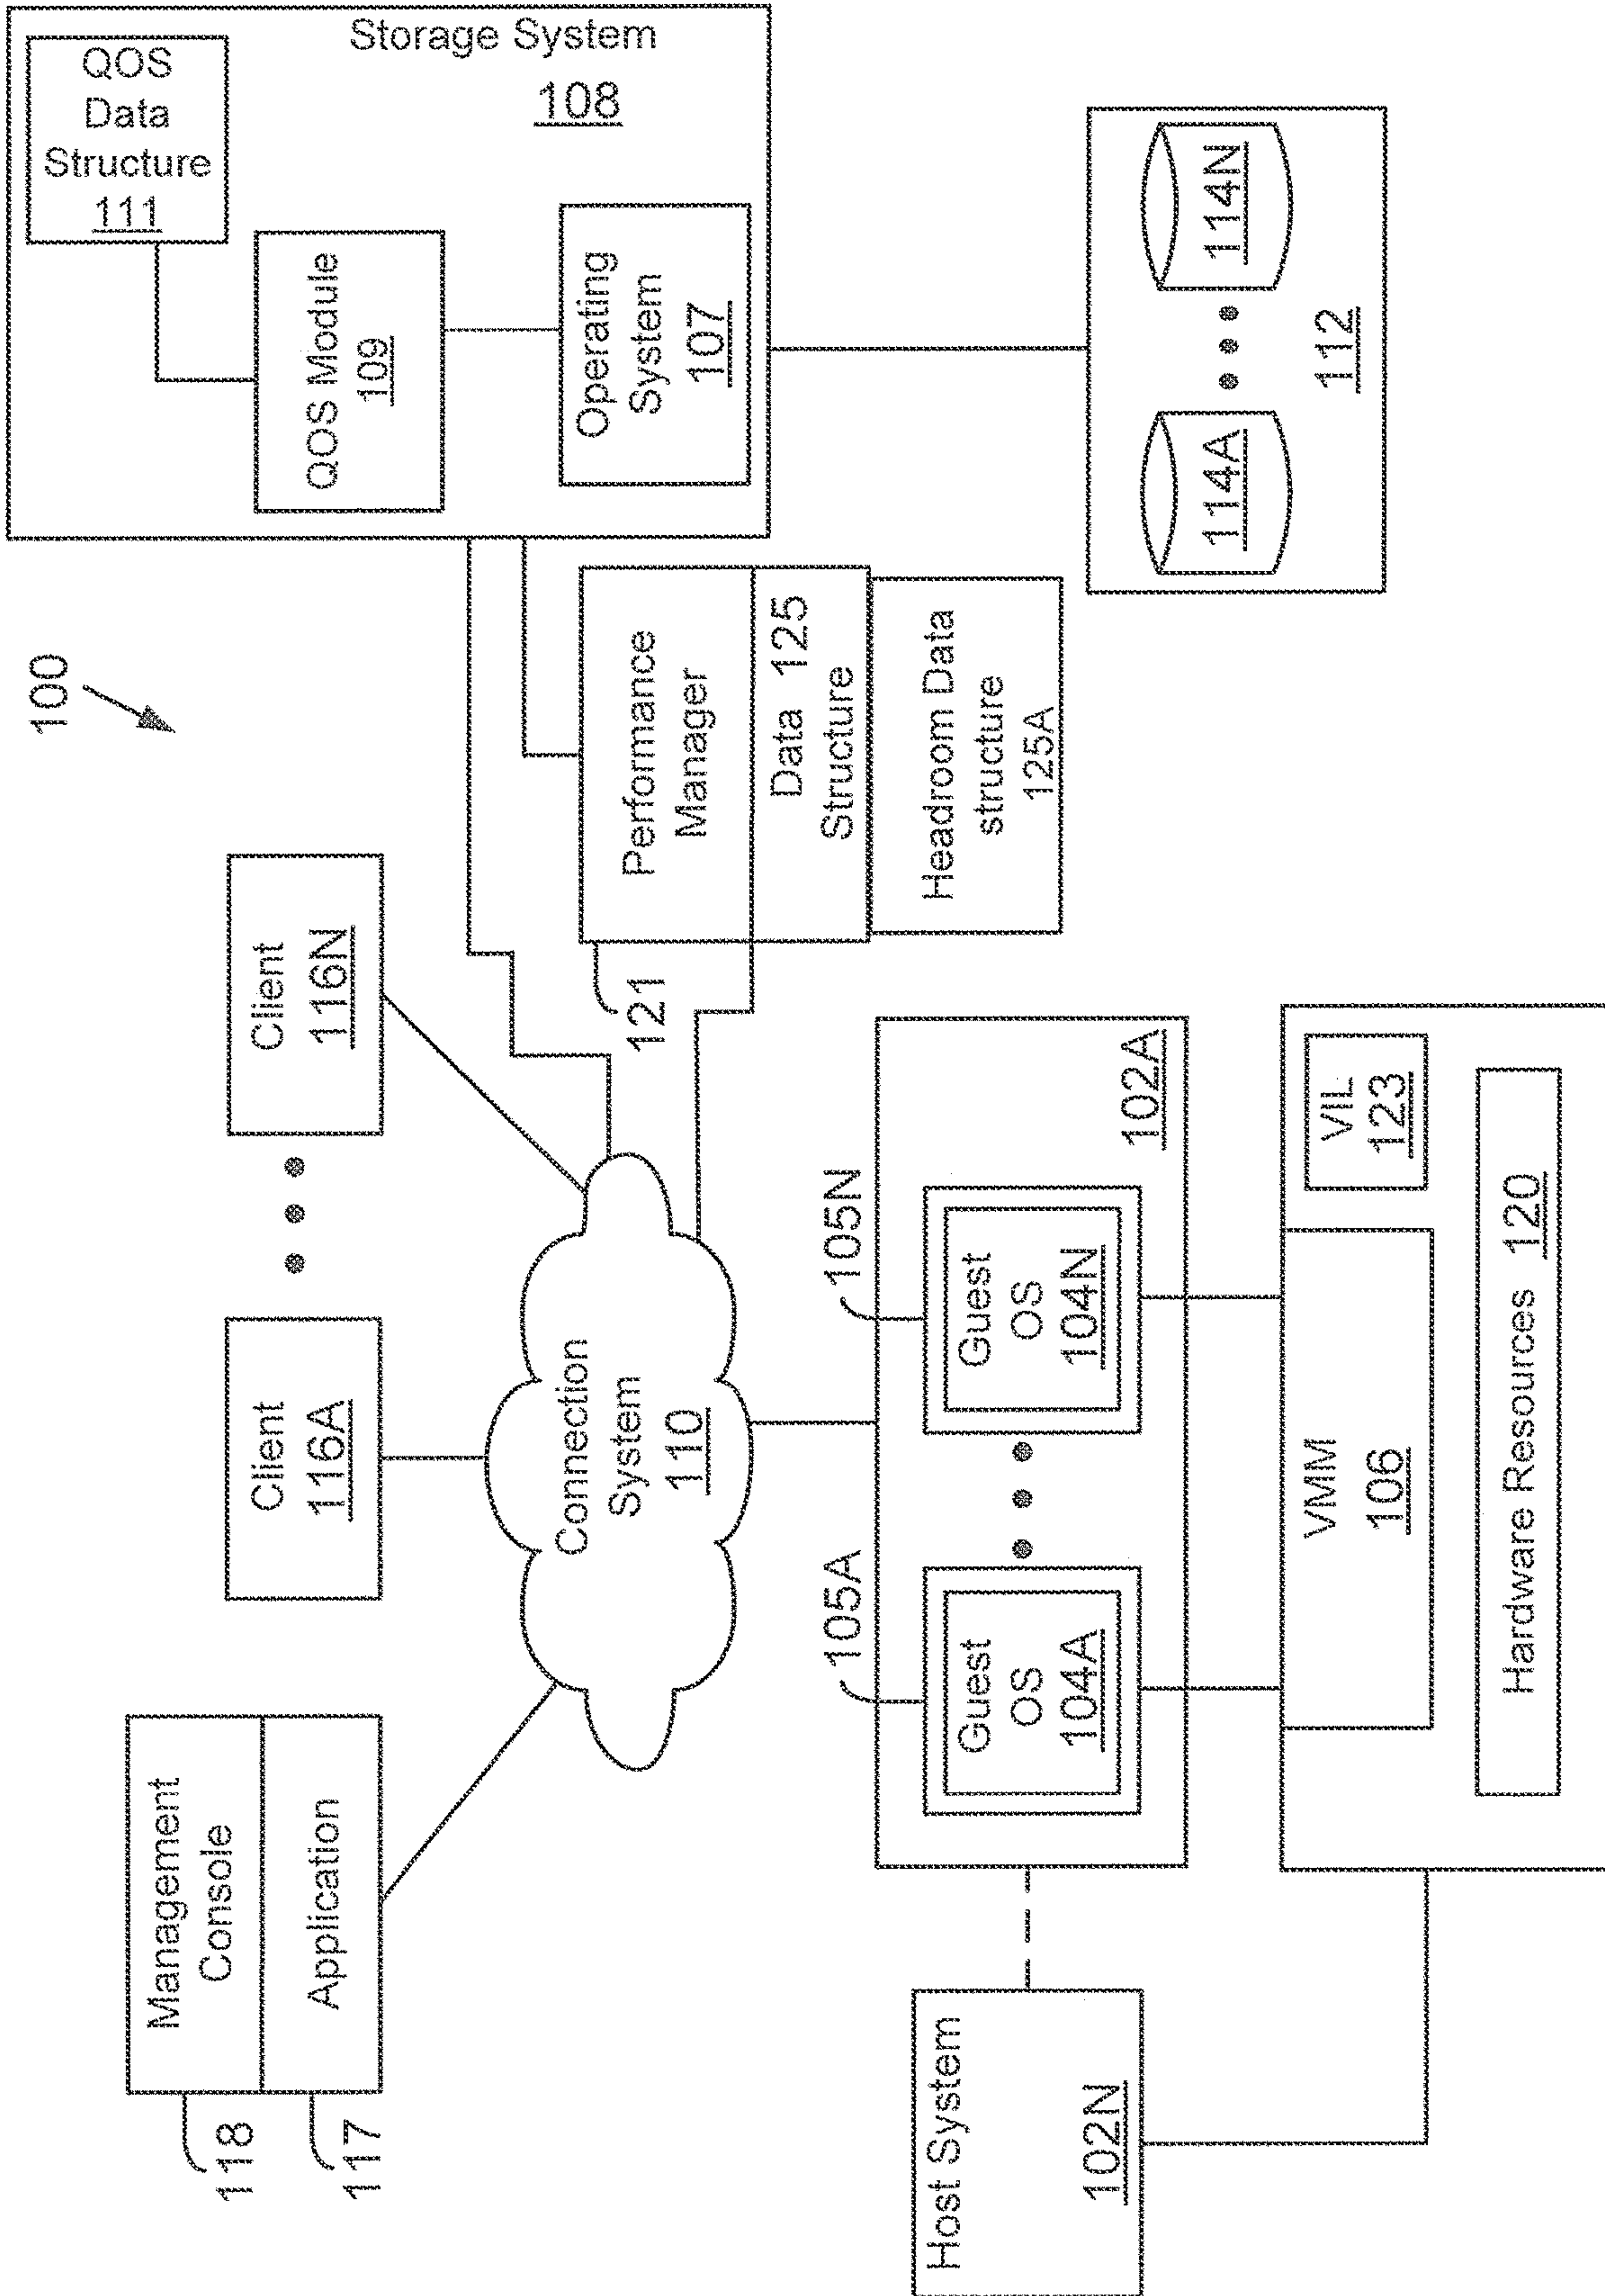 100
Management
Console
Application
118
117
Client
116A
Client
116N
QOS
Data
Structure
111
Storage System
108
QOS Module
109
Operating
System
107
Connection
System
110
Performance
Manager
121
Data 125
Structure
Headroom Data
structure
125A
105A
105N
Guest
OS
104A
Guest
OS
104N
102A
Host System
102N
VMM
106
VIL
123
Hardware Resources 120
114A
114N
112